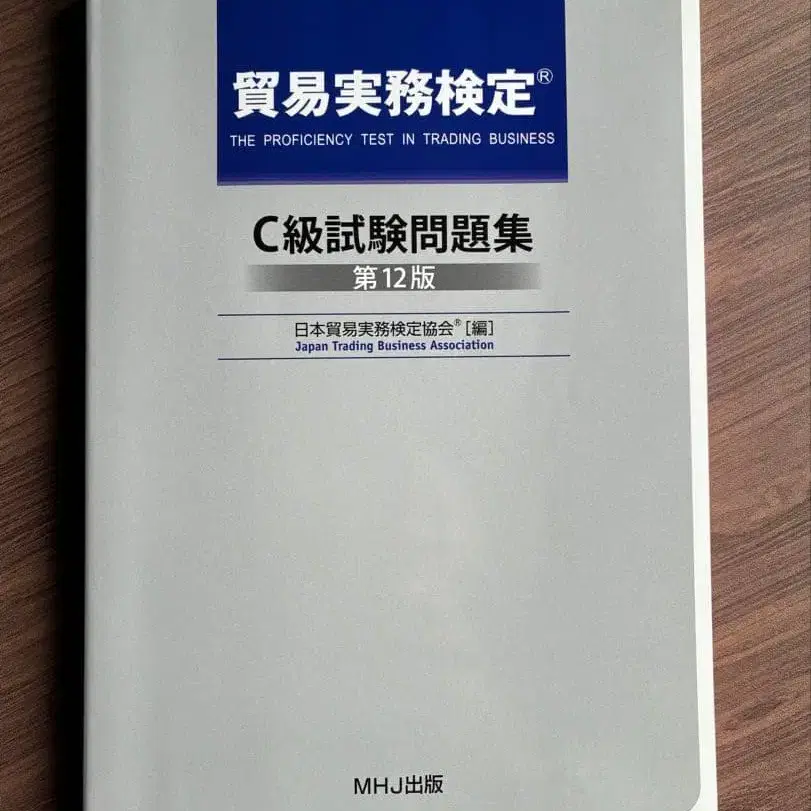 貿易実務検定®
THE PROFICIENCY TEST IN TRADING BUSINESS
C級試験問題集
第12版
日本貿易実務検定協会®[編]
Japan Trading Business Association
MHJ出版